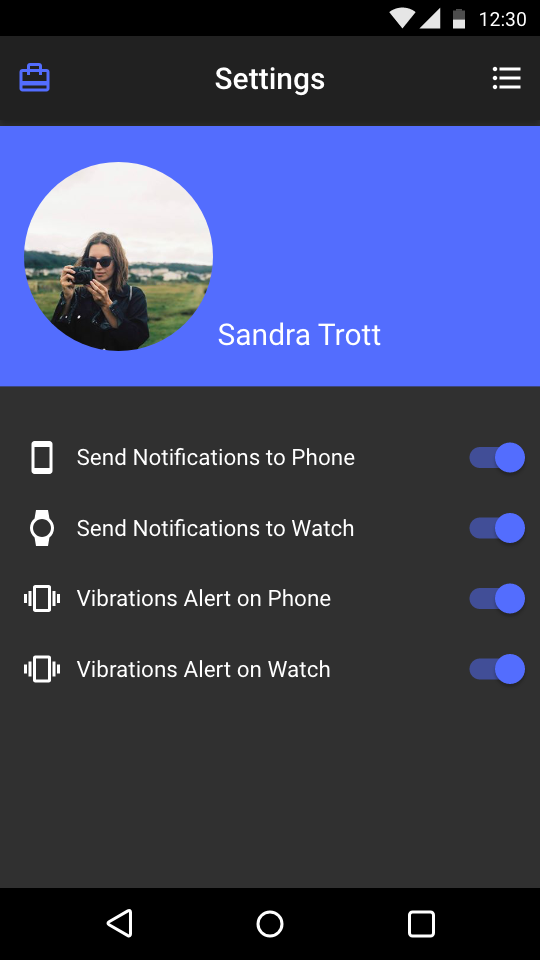 12:30
Settings
Sandra Trott
Send Notifications to Phone
Send Notifications to Watch
Vibrations Alert on Phone
Vibrations Alert on Watch